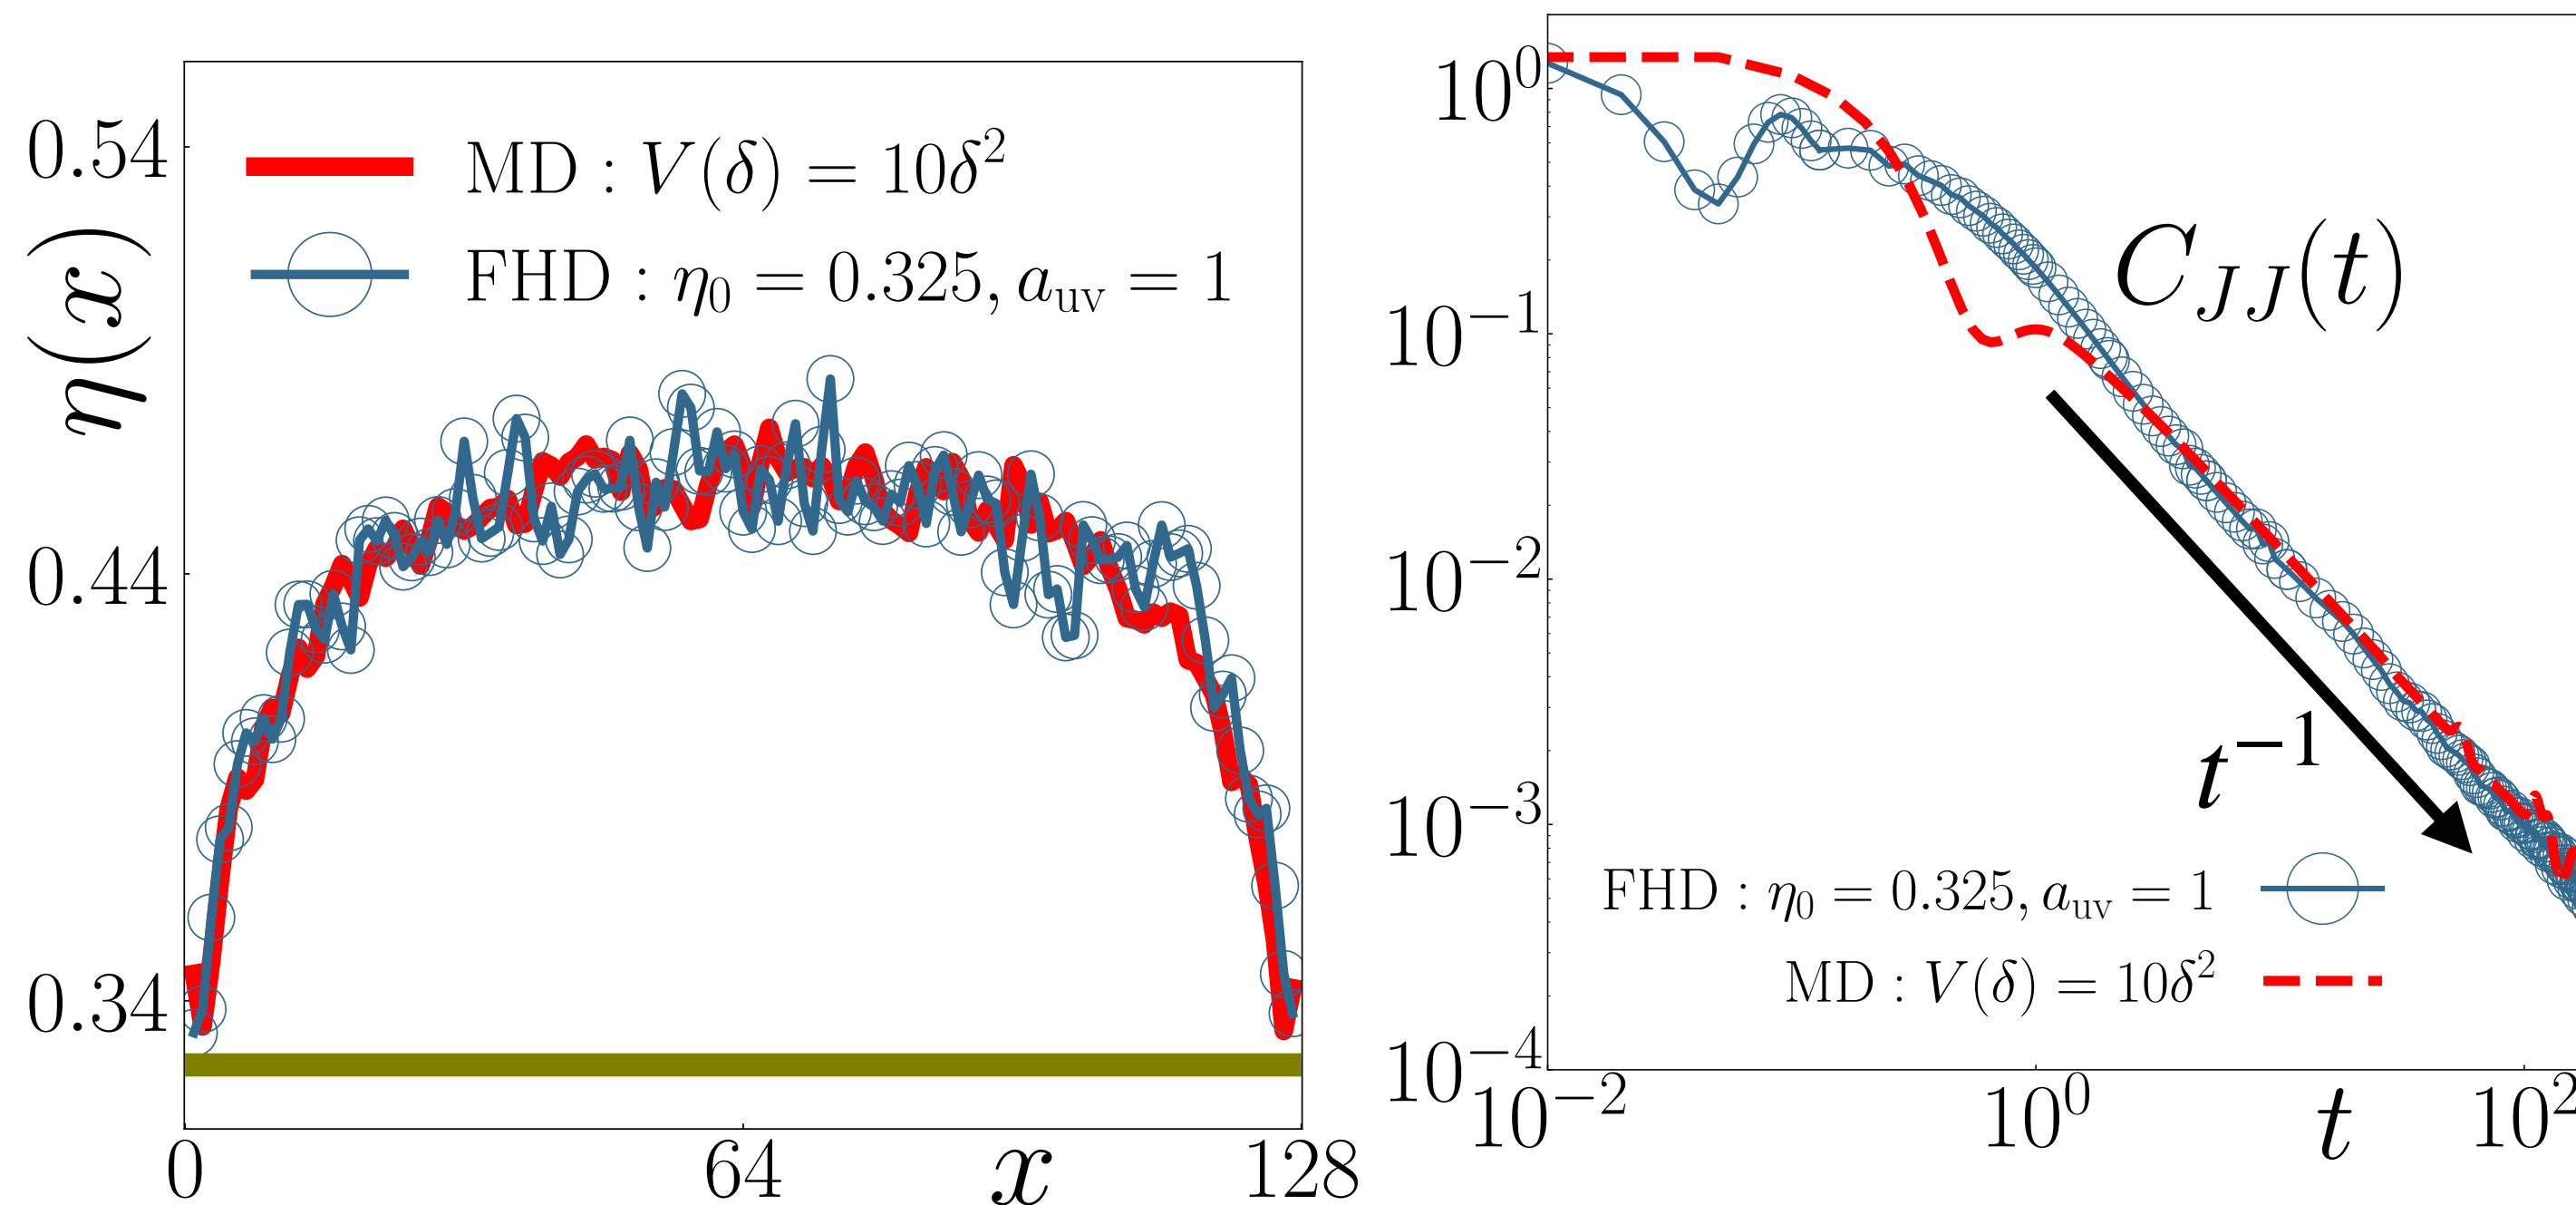 0.54
0.44
0.34
η(x)
MD : V(δ) = 10δ²
FHD : η₀ = 0.325, a_uv = 1
0
64
x
128
10⁰
10⁻¹
10⁻²
10⁻³
10⁻⁴
C_JJ(t)
t⁻¹
FHD : η₀ = 0.325, a_uv = 1
MD : V(δ) = 10δ²
10⁻²
10⁰
t
10²